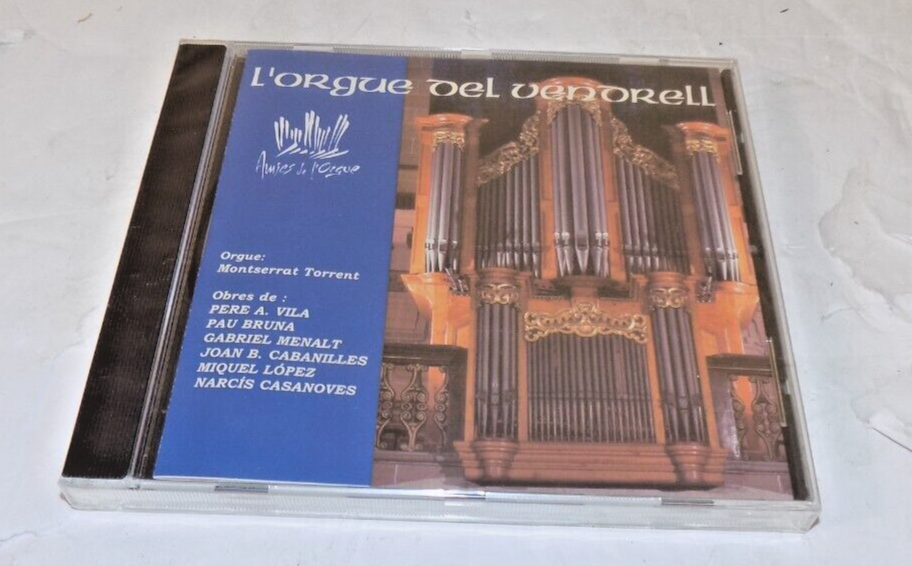 L'orgue del vendrell
Amics de l'Orgue
Orgue:
Montserrat Torrent
Obres de :
PERE A. VILA
PAU BRUNA
GABRIEL MENALT
JOAN B. CABANILLES
MIQUEL LÓPEZ
NARCÍS CASANOVES